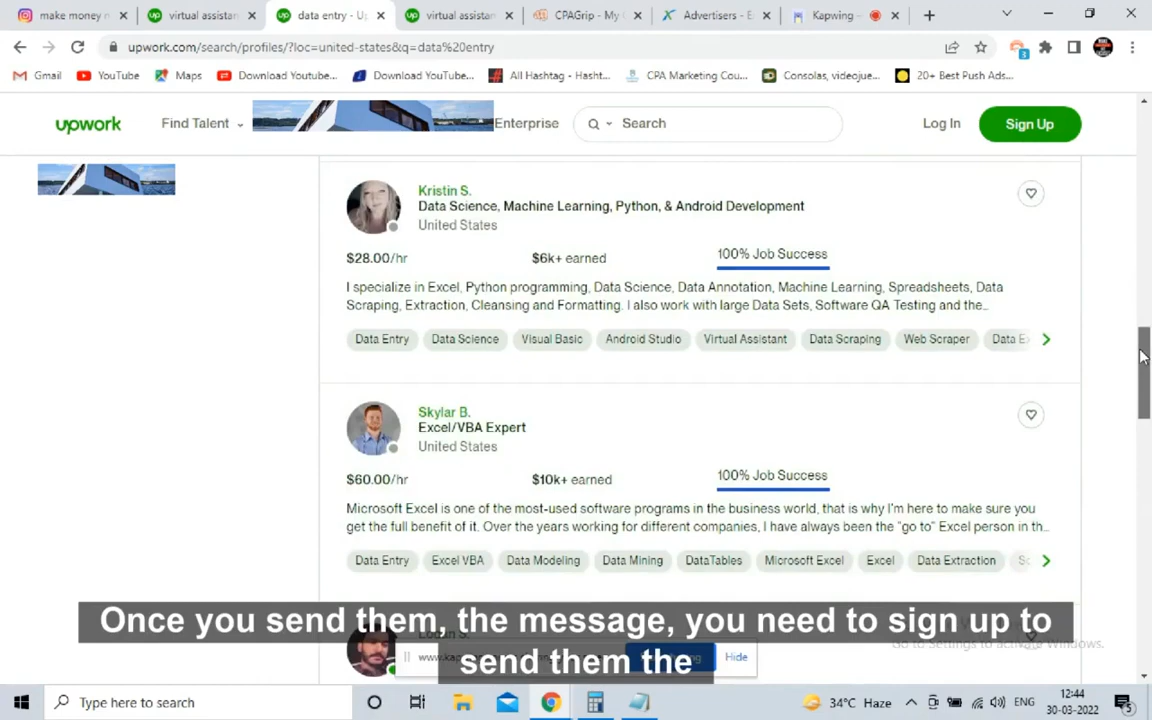 make money n
virtual assistan
data entry - Up
virtual assistan
CPAGrip - My C
Advertisers - E
Kapwing
upwork.com/search/profiles/?loc=united-states&q=data%20entry
3
Gmail
YouTube
Maps
Download Youtube...
Download YouTube...
All Hashtag - Hasht...
CPA Marketing Cou...
Consolas, videojue...
20+ Best Push Ads...
upwork
Find Talent
Enterprise
Search
Log In
Sign Up
Kristin S.
Data Science, Machine Learning, Python, & Android Development
United States
$28.00/hr
$6k+ earned
100% Job Success
I specialize in Excel, Python programming, Data Science, Data Annotation, Machine Learning, Spreadsheets, Data
Scraping, Extraction, Cleansing and Formatting. I also work with large Data Sets, Software QA Testing and the...
Data Entry
Data Science
Visual Basic
Android Studio
Virtual Assistant
Data Scraping
Web Scraper
Data E
Skylar B.
Excel/VBA Expert
United States
$60.00/hr
$10k+ earned
100% Job Success
Microsoft Excel is one of the most-used software programs in the business world, that is why I'm here to make sure you
get the full benefit of it. Over the years working for different companies, I have always been the "go to" Excel person in th...
Data Entry
Excel VBA
Data Modeling
Data Mining
DataTables
Microsoft Excel
Excel
Data Extraction
Sc
Once you send them, the message, you need to sign up to
send them the
Go to Settings to activate Windows.
Hide
Type here to search
34°C Haze
ENG
12:44
30-03-2022
5